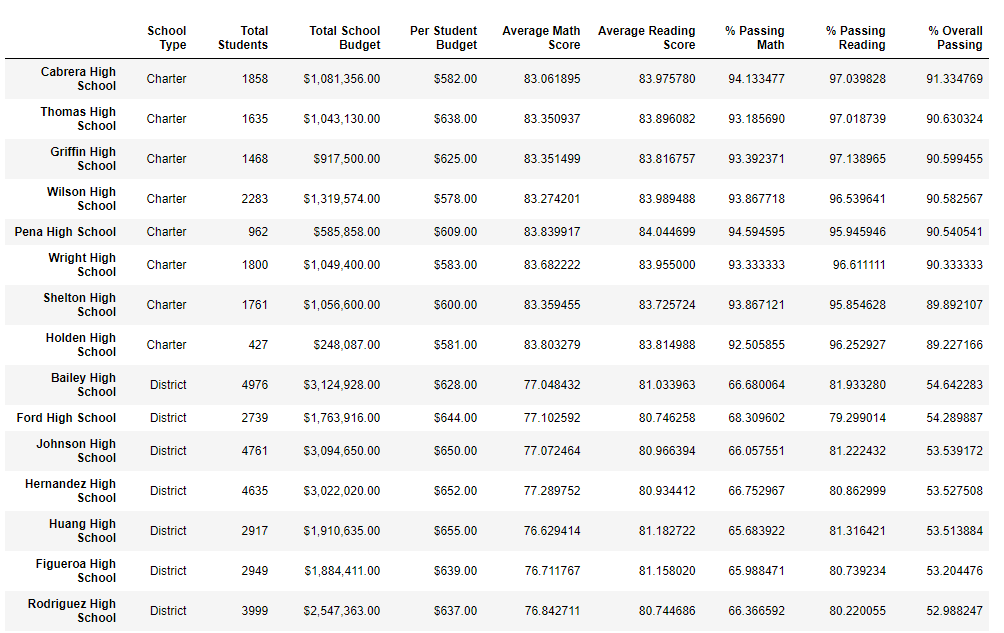 School Type Total Students Total School Budget Per Student Budget Average Math Score Average Reading Score % Passing Math % Passing Reading % Overall Passing
Cabrera High School Charter 1858 $1,081,356.00 $582.00 83.061895 83.975780 94.133477 97.039828 91.334769
Thomas High School Charter 1635 $1,043,130.00 $638.00 83.350937 83.896082 93.185690 97.018739 90.630324
Griffin High School Charter 1468 $917,500.00 $625.00 83.351499 83.816757 93.392371 97.138965 90.599455
Wilson High School Charter 2283 $1,319,574.00 $578.00 83.274201 83.989488 93.867718 96.539641 90.582567
Pena High School Charter 962 $585,858.00 $609.00 83.839917 84.044699 94.594595 95.945946 90.540541
Wright High School Charter 1800 $1,049,400.00 $583.00 83.682222 83.955000 93.333333 96.611111 90.333333
Shelton High School Charter 1761 $1,056,600.00 $600.00 83.359455 83.725724 93.867121 95.854628 89.892107
Holden High School Charter 427 $248,087.00 $581.00 83.803279 83.814988 92.505855 96.252927 89.227166
Bailey High School District 4976 $3,124,928.00 $628.00 77.048432 81.033963 66.680064 81.933280 54.642283
Ford High School District 2739 $1,763,916.00 $644.00 77.102592 80.746258 68.309602 79.299014 54.289887
Johnson High School District 4761 $3,094,650.00 $650.00 77.072464 80.966394 66.057551 81.222432 53.539172
Hernandez High School District 4635 $3,022,020.00 $652.00 77.289752 80.934412 66.752967 80.862999 53.527508
Huang High School District 2917 $1,910,635.00 $655.00 76.629414 81.182722 65.683922 81.316421 53.513884
Figueroa High School District 2949 $1,884,411.00 $639.00 76.711767 81.158020 65.988471 80.739234 53.204476
Rodriguez High School District 3999 $2,547,363.00 $637.00 76.842711 80.744686 66.366592 80.220055 52.988247